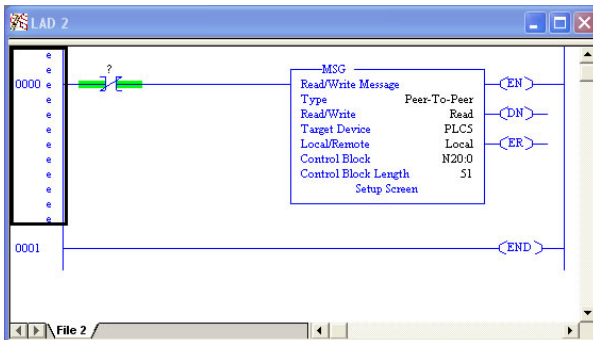 LAD 2
e
e ?
0000 e
e
e
e
e
e
e
e
MSG
Read/Write Message
Type Peer-To-Peer
Read/Write Read
Target Device PLC5
Local/Remote Local
Control Block N20:0
Control Block Length 51
Setup Screen
EN
DN
ER
0001 END
File 2